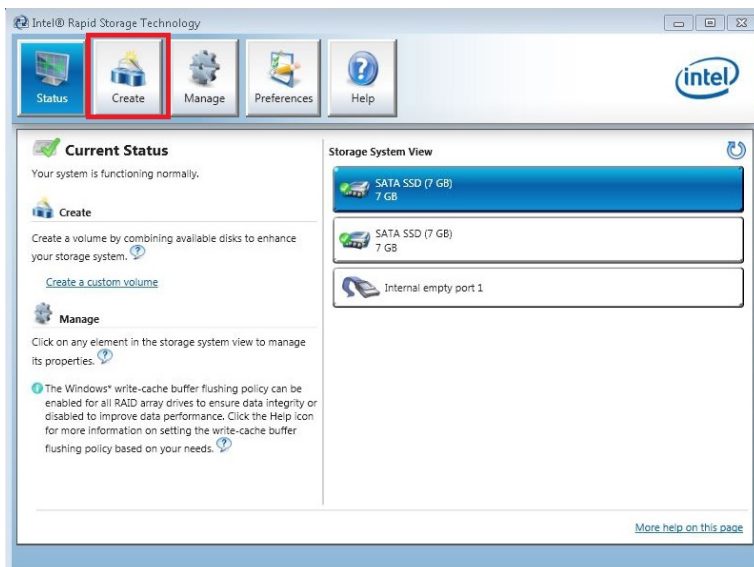 Intel® Rapid Storage Technology
Status
Create
Manage
Preferences
Help
intel
Current Status
Your system is functioning normally.
Create
Create a volume by combining available disks to enhance
your storage system.
Create a custom volume
Manage
Click on any element in the storage system view to manage
its properties.
The Windows* write-cache buffer flushing policy can be
enabled for all RAID array drives to ensure data integrity or
disabled to improve data performance. Click the Help icon
for more information on setting the write-cache buffer
flushing policy based on your needs.
Storage System View
SATA SSD (7 GB)
7 GB
SATA SSD (7 GB)
7 GB
Internal empty port 1
More help on this page